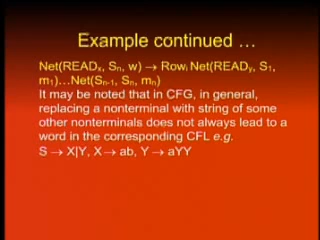 Example continued …
Net(READₓ, Sₙ, w) → Rowᵢ Net(READᵧ, S₁,
m₁)…Net(Sₙ₋₁, Sₙ, mₙ)
It may be noted that in CFG, in general,
replacing a nonterminal with string of some
other nonterminals does not always lead to a
word in the corresponding CFL e.g.
S → X|Y, X → ab, Y → aYY